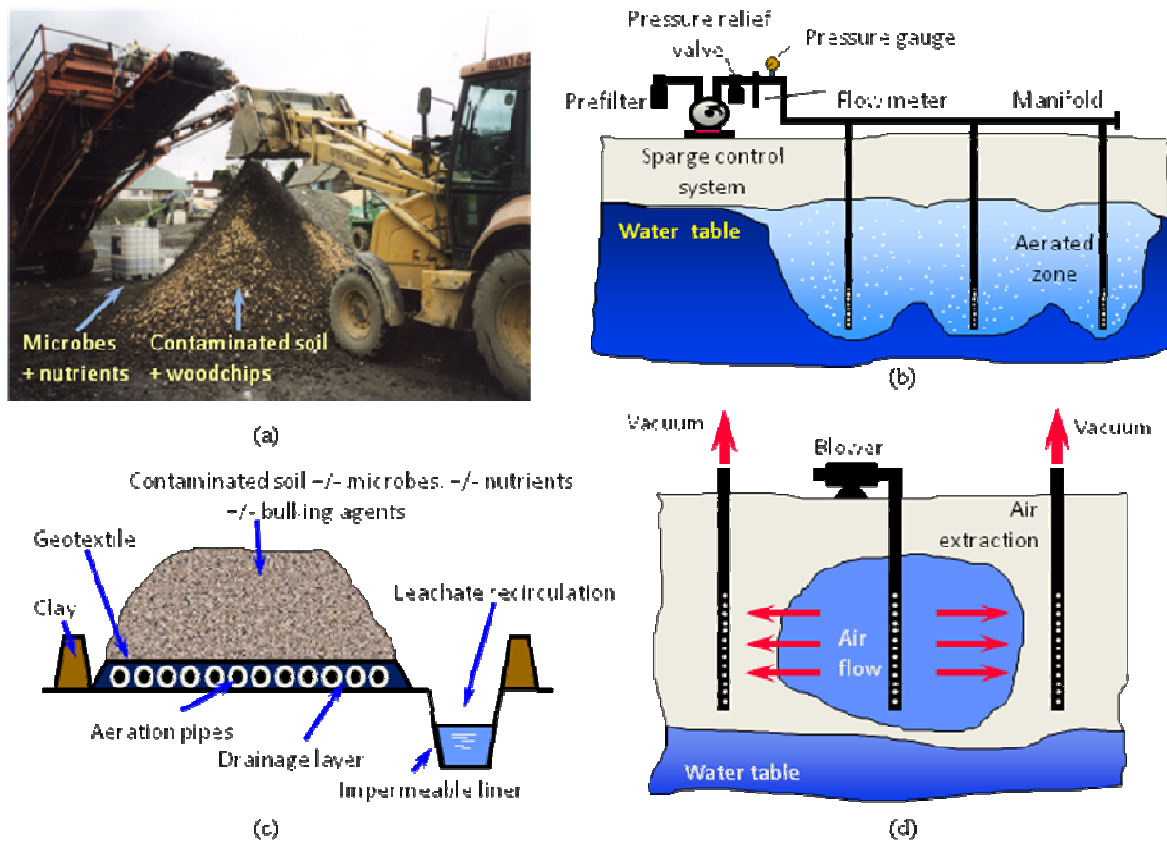 Microbes
+ nutrients
Contaminated soil
+ woodchips
(a)
Pressure relief
valve
Pressure gauge
Prefilter
Flow meter
Manifold
Sparge control
system
Water table
Aerated
zone
(b)
Contaminated soil +/- microbes. +/- nutrients
+/- bulking agents
Geotextile
Clay
Leachate recirculation
Aeration pipes
Drainage layer
Impermeable liner
(c)
Vacuum
Blower
Vacuum
Air
extraction
Air
flow
Water table
(d)